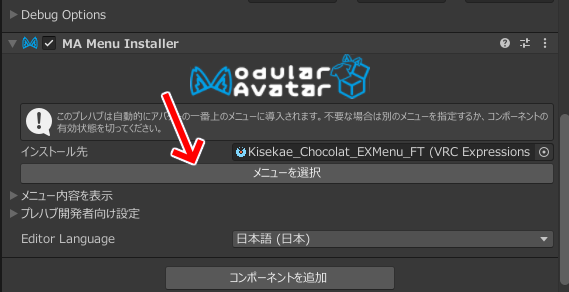 Debug Options
MA Menu Installer
Modular
Avatar
このプレハブは自動的にアバターの一番上のメニューに導入されます。不要な場合は別のメニューを指定するか、コンポーネントの
有効状態を切ってください。
インストール先 Kisekae_Chocolat_EXMenu_FT (VRC Expressions
メニューを選択
メニュー内容を表示
プレハブ開発者向け設定
Editor Language 日本語 (日本)
コンポーネントを追加